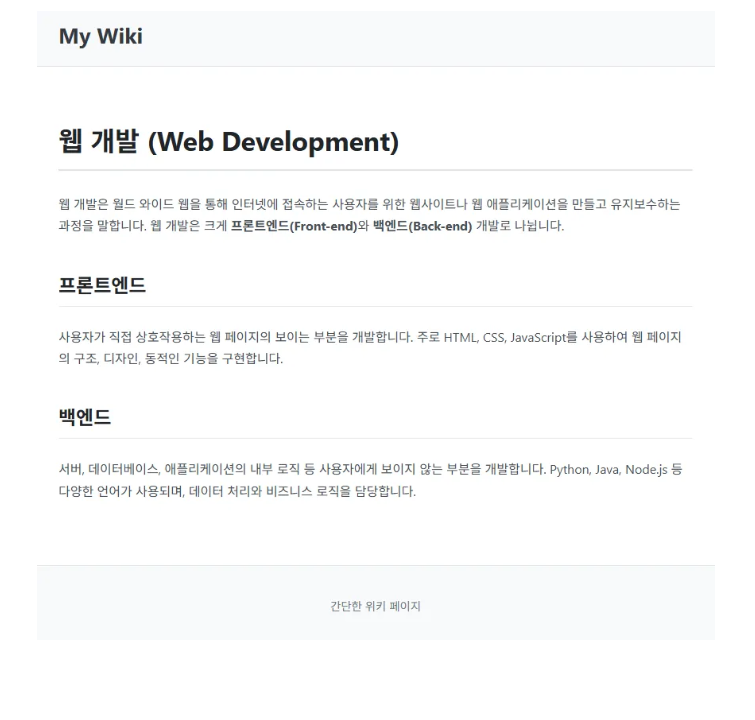 My Wiki
웹 개발 (Web Development)
웹 개발은 월드 와이드 웹을 통해 인터넷에 접속하는 사용자를 위한 웹사이트나 웹 애플리케이션을 만들고 유지보수하는
과정을 말합니다. 웹 개발은 크게 프론트엔드(Front-end)와 백엔드(Back-end) 개발로 나뉩니다.
프론트엔드
사용자가 직접 상호작용하는 웹 페이지의 보이는 부분을 개발합니다. 주로 HTML, CSS, JavaScript를 사용하여 웹 페이지
의 구조, 디자인, 동적인 기능을 구현합니다.
백엔드
서버, 데이터베이스, 애플리케이션의 내부 로직 등 사용자에게 보이지 않는 부분을 개발합니다. Python, Java, Node.js 등
다양한 언어가 사용되며, 데이터 처리와 비즈니스 로직을 담당합니다.
간단한 위키 페이지